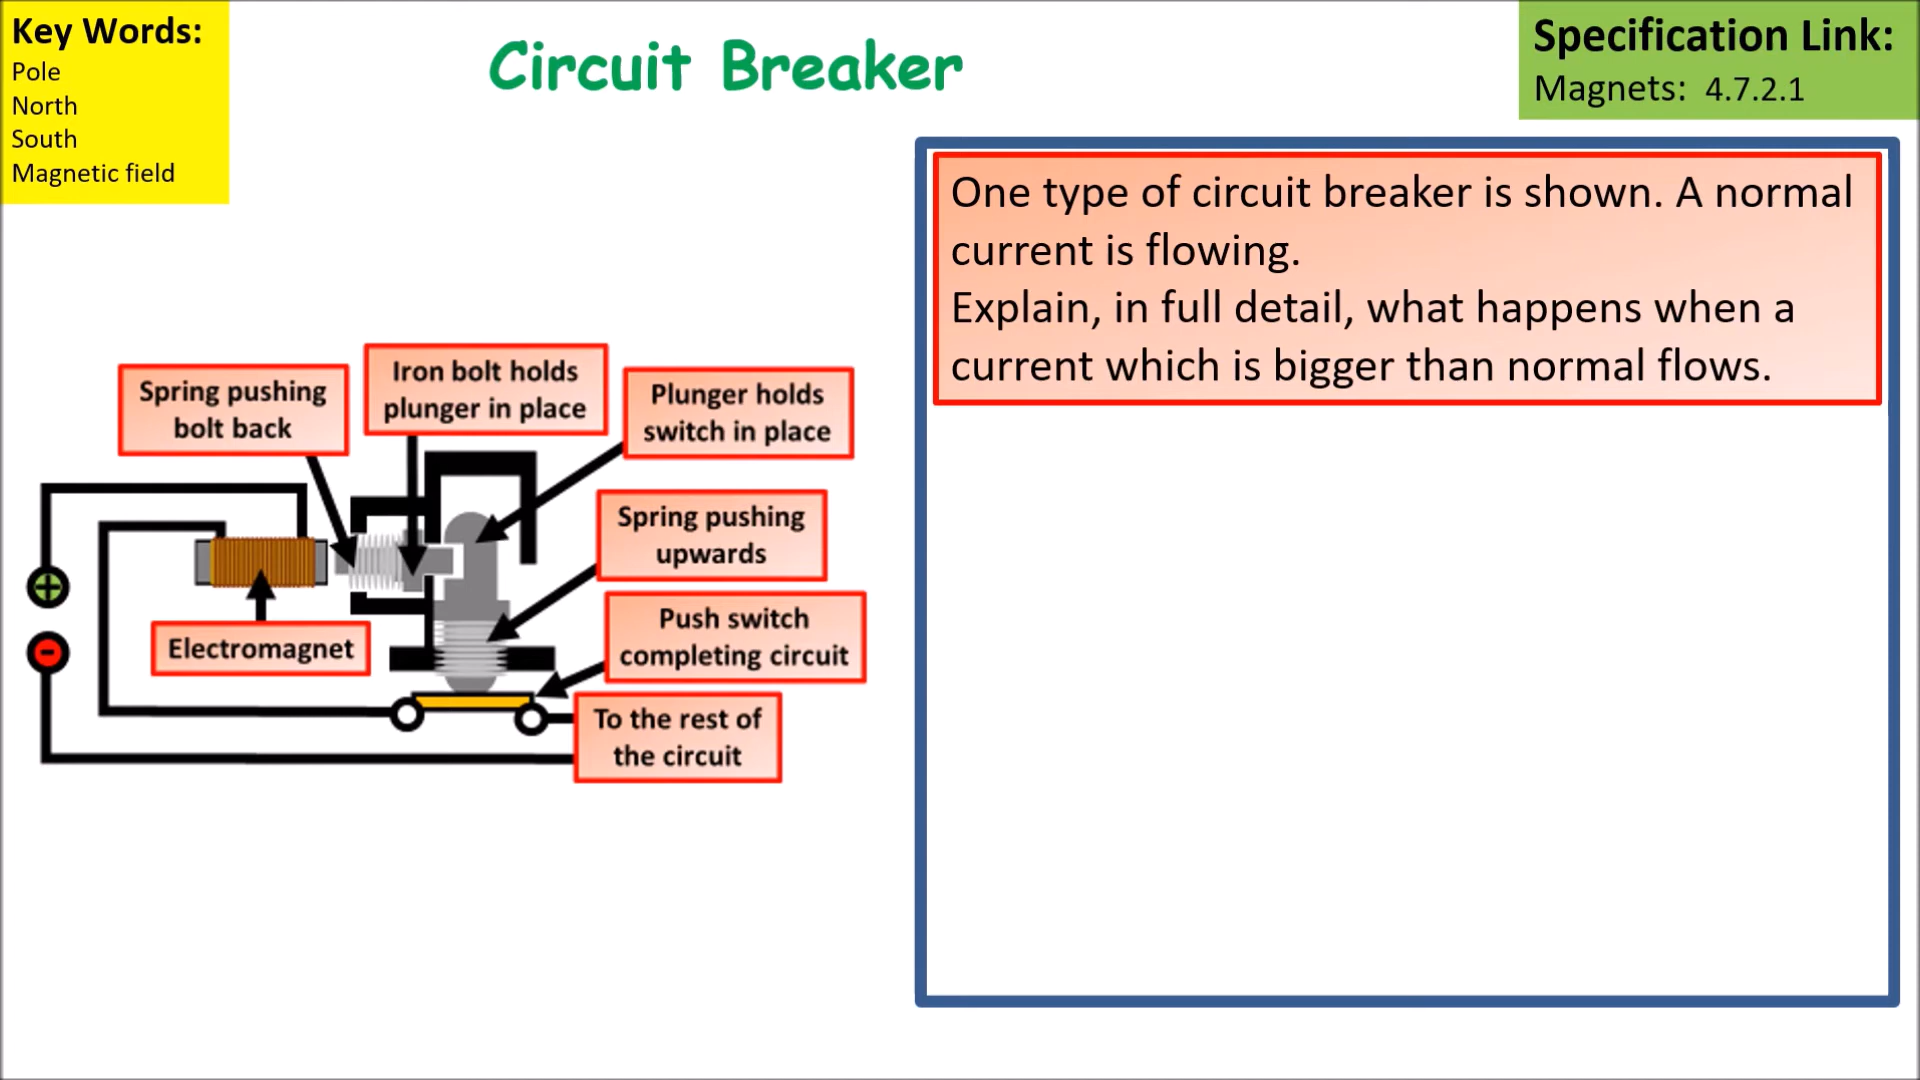 Key Words:
Pole
North
South
Magnetic field
Circuit Breaker
Specification Link:
Magnets: 4.7.2.1
One type of circuit breaker is shown. A normal
current is flowing.
Explain, in full detail, what happens when a
current which is bigger than normal flows.
Spring pushing
bolt back
Iron bolt holds
plunger in place
Plunger holds
switch in place
Spring pushing
upwards
Push switch
completing circuit
Electromagnet
To the rest of
the circuit
+
-